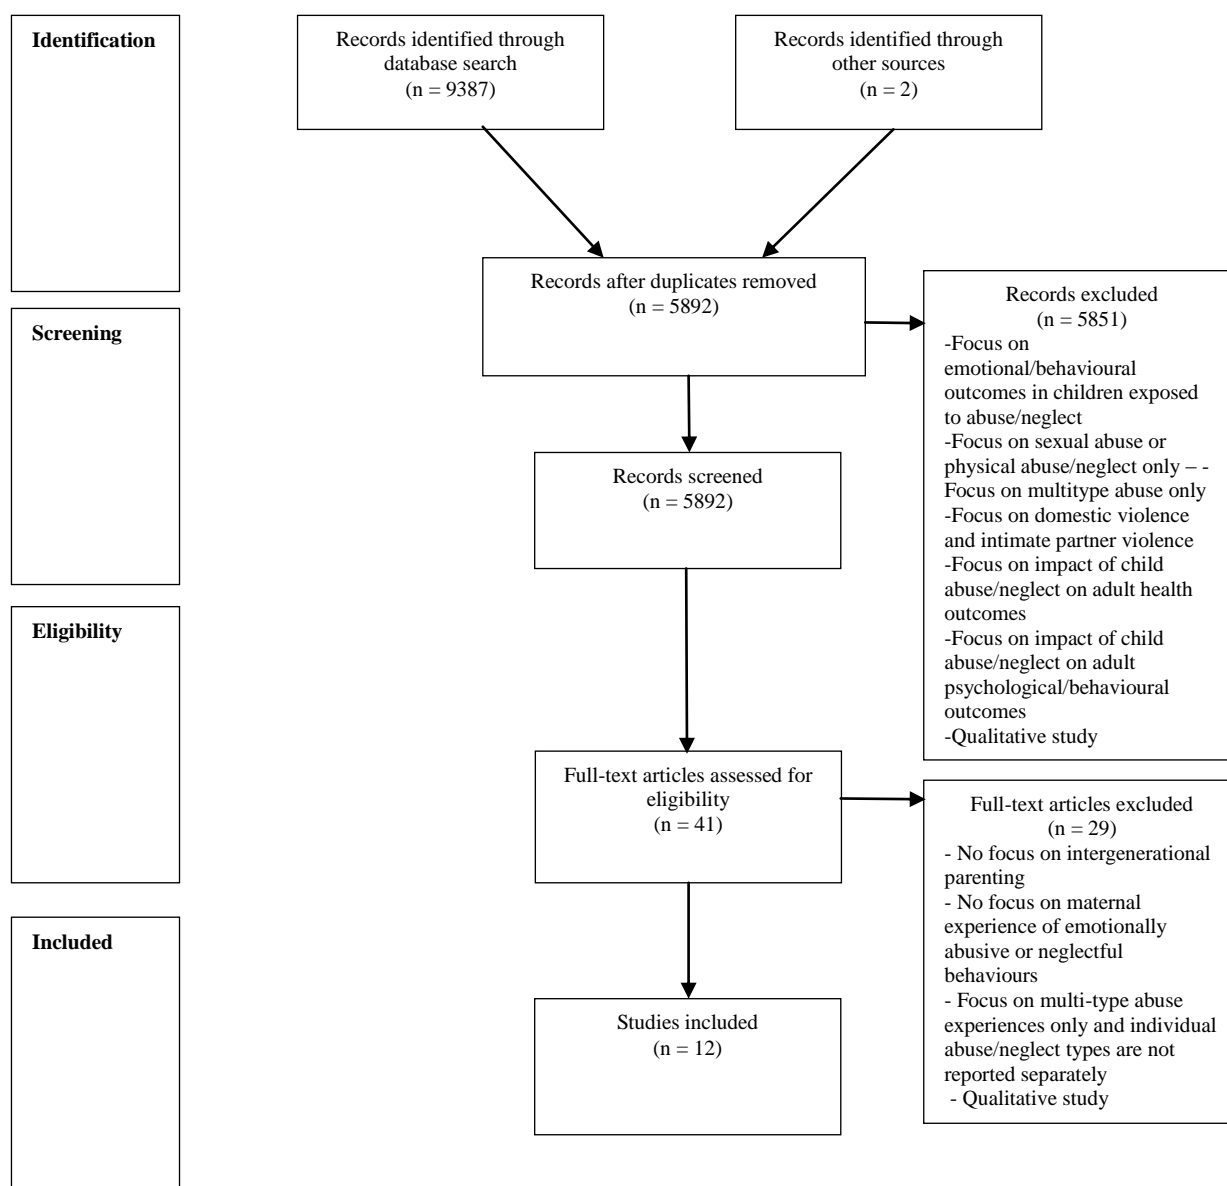 Identification
Records identified through
database search
(n = 9387)
Records identified through
other sources
(n = 2)
Records after duplicates removed
(n = 5892)
Records excluded
(n = 5851)
-Focus on
emotional/behavioural
outcomes in children exposed
to abuse/neglect
-Focus on sexual abuse or
physical abuse/neglect only – -
Focus on multitype abuse only
-Focus on domestic violence
and intimate partner violence
-Focus on impact of child
abuse/neglect on adult health
outcomes
-Focus on impact of child
abuse/neglect on adult
psychological/behavioural
outcomes
-Qualitative study
Screening
Records screened
(n = 5892)
Eligibility
Full-text articles assessed for
eligibility
(n = 41)
Full-text articles excluded
(n = 29)
- No focus on intergenerational
parenting
- No focus on maternal
experience of emotionally
abusive or neglectful
behaviours
- Focus on multi-type abuse
experiences only and individual
abuse/neglect types are not
reported separately
- Qualitative study
Included
Studies included
(n = 12)